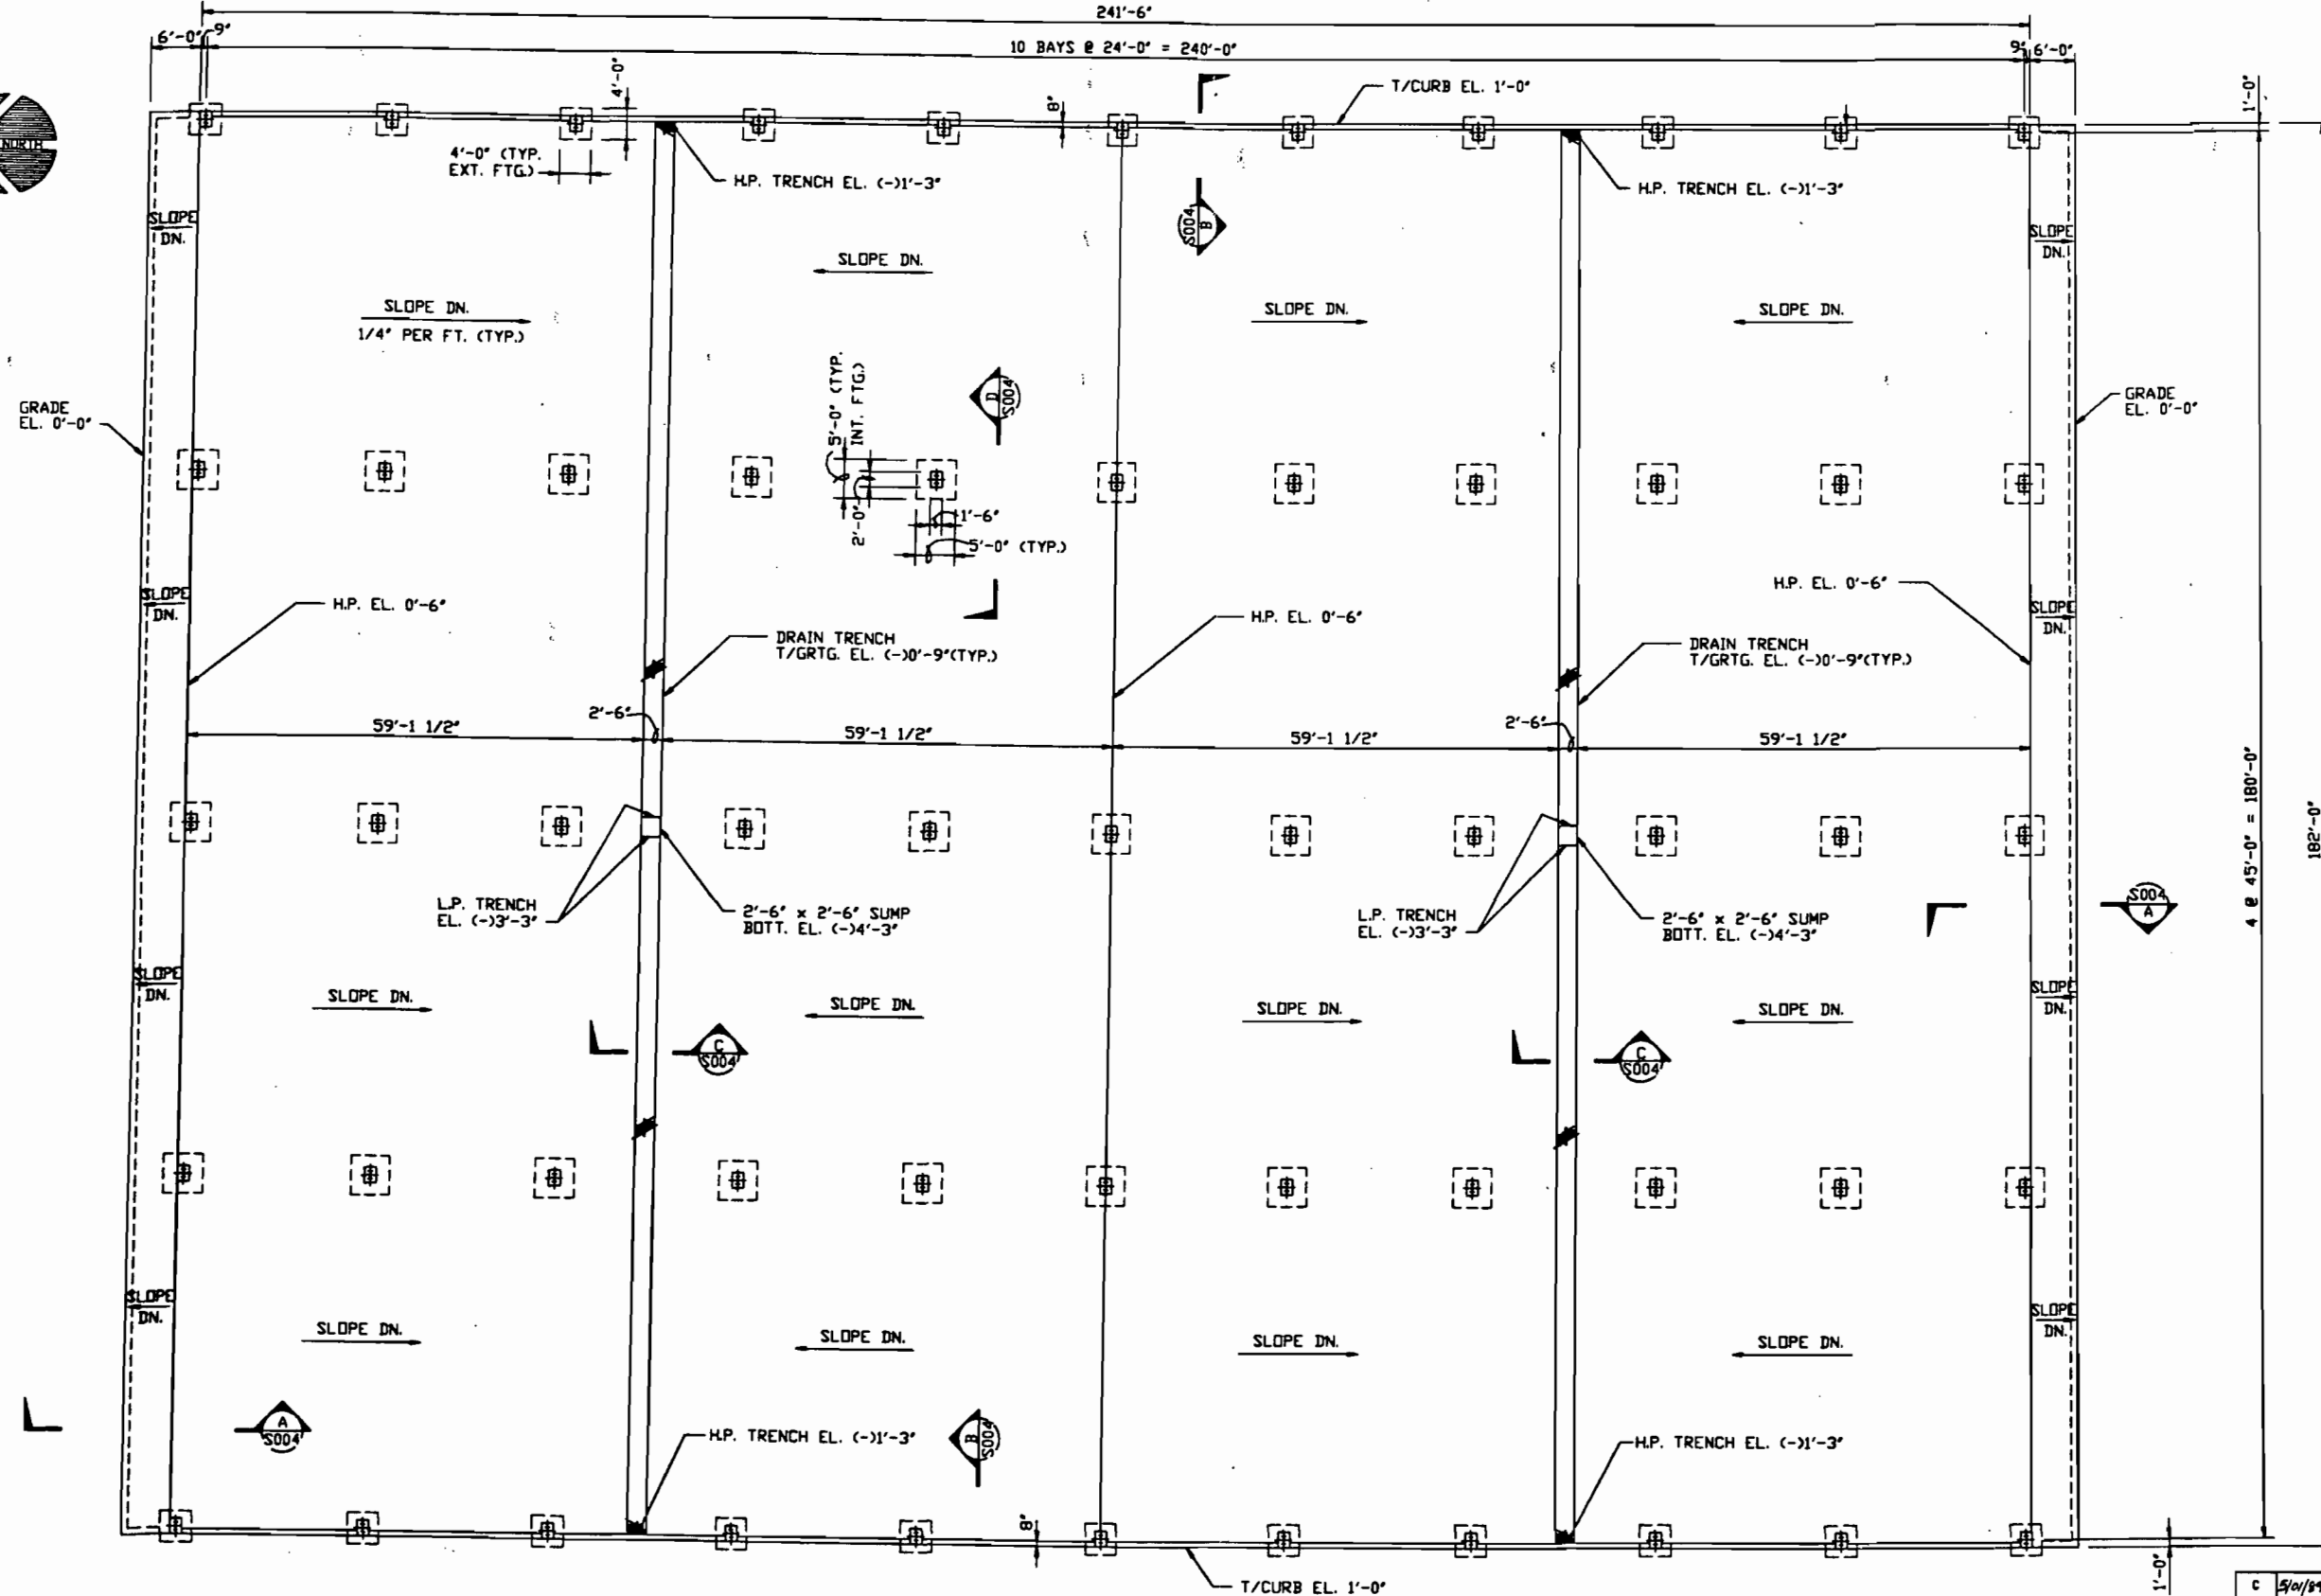 241'-6"
6'-0" 9"
10 BAYS @ 24'-0" = 240'-0"
9" 6'-0"
4'-0"
8"
T/CURB EL. 1'-0"
1'-0"
NORTH
4'-0" (TYP.
EXT. FTG.)
H.P. TRENCH EL. (-)1'-3"
S004
B
H.P. TRENCH EL. (-)1'-3"
SLOPE
DN.
SLOPE
DN.
SLOPE DN.
SLOPE DN.
1/4" PER FT. (TYP.)
SLOPE DN.
SLOPE DN.
GRADE
EL. 0'-0"
5'-0" (TYP.
INT. FTG.)
2'-0"
1'-6"
5'-0" (TYP.)
D
S004
GRADE
EL. 0'-0"
SLOPE
DN.
H.P. EL. 0'-6"
DRAIN TRENCH
T/GRTG. EL. (-)0'-9"(TYP.)
H.P. EL. 0'-6"
H.P. EL. 0'-6"
DRAIN TRENCH
T/GRTG. EL. (-)0'-9"(TYP.)
SLOPE
DN.
59'-1 1/2"
2'-6"
59'-1 1/2"
59'-1 1/2"
2'-6"
59'-1 1/2"
4 @ 45'-0" = 180'-0"
182'-0"
L.P. TRENCH
EL. (-)3'-3"
2'-6" x 2'-6" SUMP
BOTT. EL. (-)4'-3"
L.P. TRENCH
EL. (-)3'-3"
2'-6" x 2'-6" SUMP
BOTT. EL. (-)4'-3"
S004
A
SLOPE
DN.
SLOPE DN.
SLOPE DN.
SLOPE DN.
SLOPE DN.
SLOPE
DN.
C
S004
C
S004
SLOPE
DN.
SLOPE DN.
SLOPE DN.
SLOPE DN.
SLOPE DN.
SLOPE
DN.
A
S004
H.P. TRENCH EL. (-)1'-3"
B
S004
H.P. TRENCH EL. (-)1'-3"
8"
T/CURB EL. 1'-0"
1'-0"
C